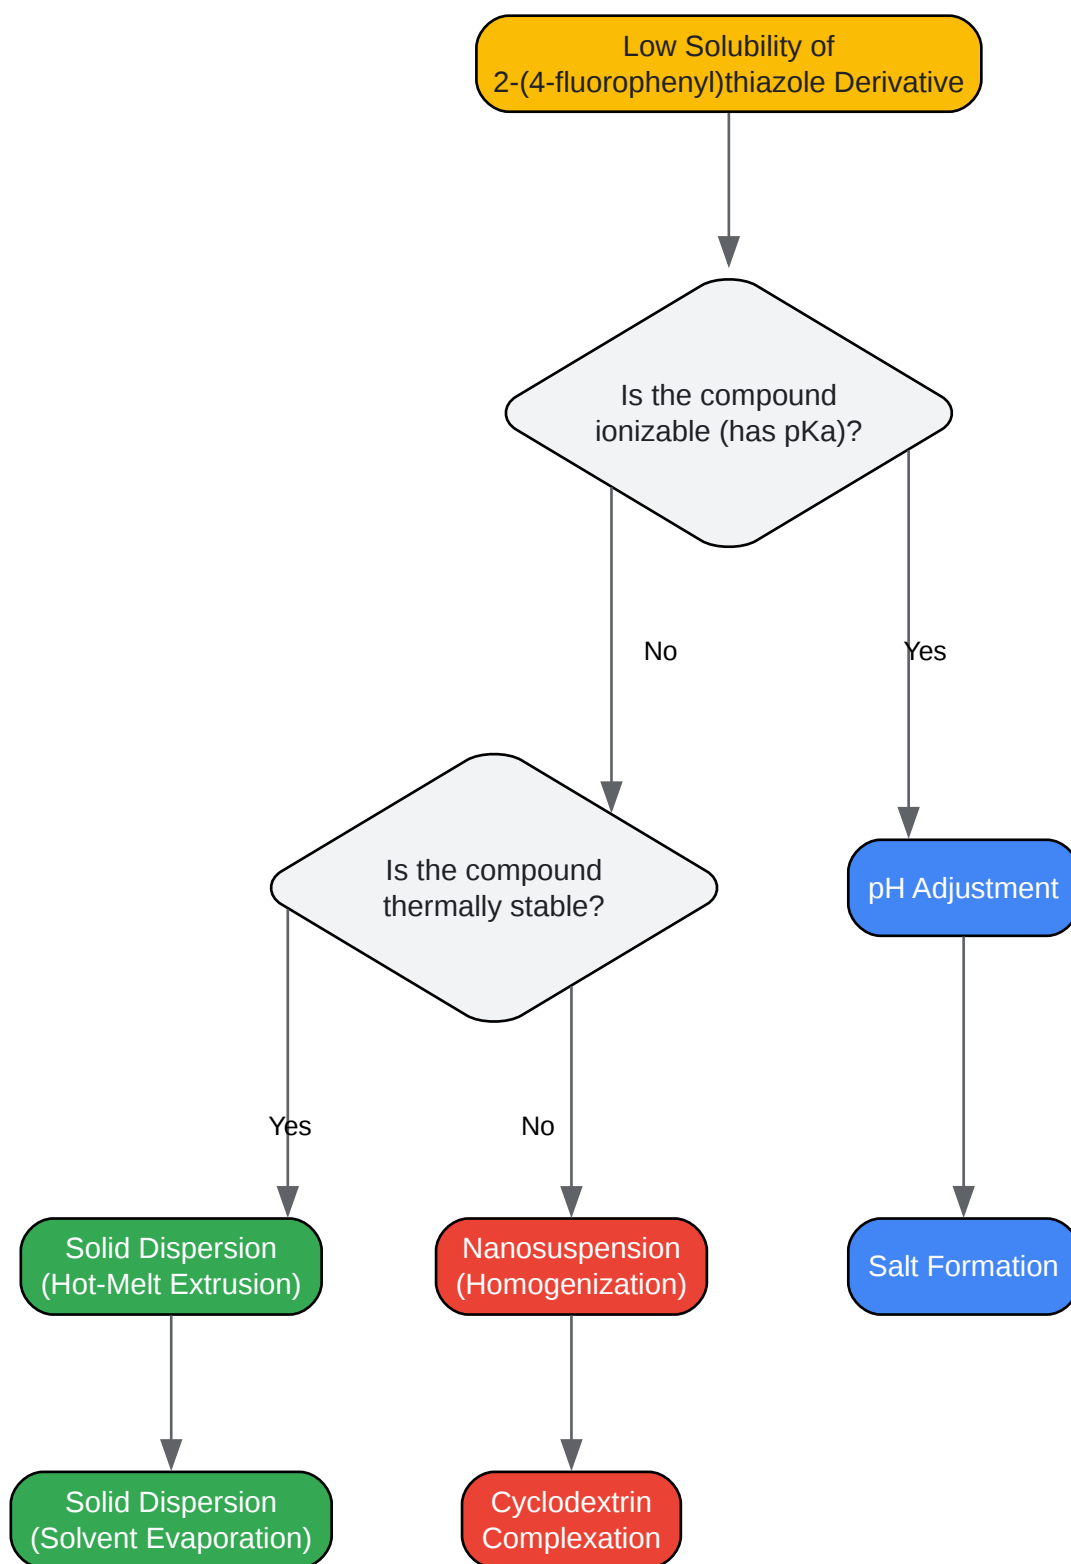 Low Solubility of
2-(4-fluorophenyl)thiazole Derivative
Is the compound
ionizable (has pKa)?
No
Yes
Is the compound
thermally stable?
pH Adjustment
Yes
No
Solid Dispersion
(Hot-Melt Extrusion)
Nanosuspension
(Homogenization)
Salt Formation
Solid Dispersion
(Solvent Evaporation)
Cyclodextrin
Complexation